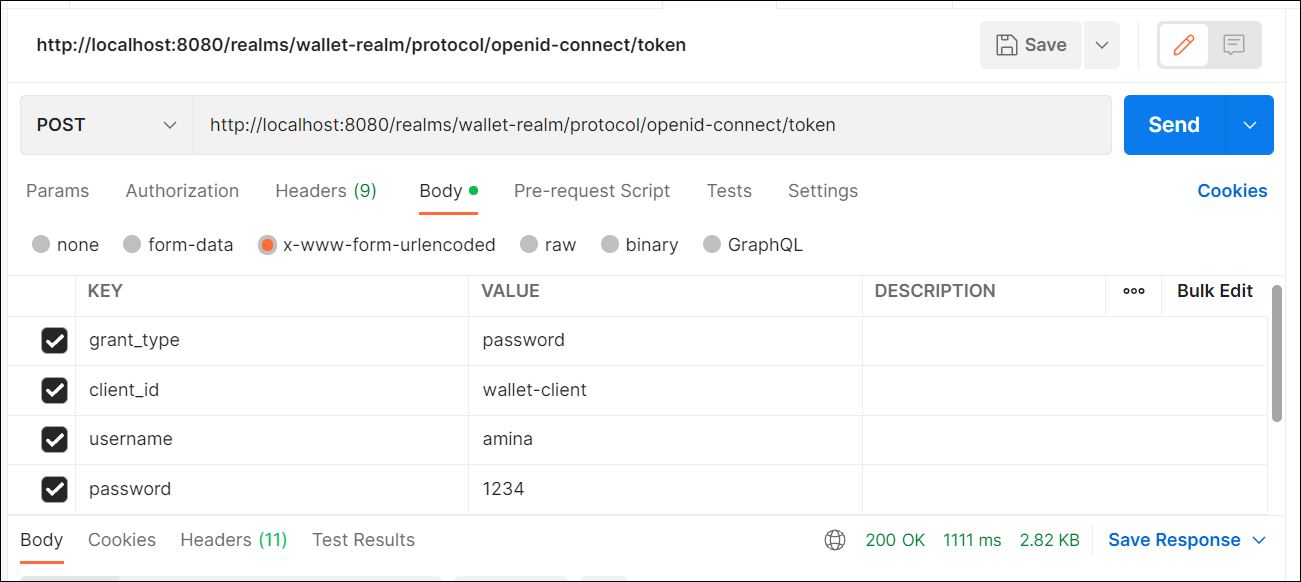 http://localhost:8080/realms/wallet-realm/protocol/openid-connect/token Save
POST http://localhost:8080/realms/wallet-realm/protocol/openid-connect/token Send
Params Authorization Headers (9) Body Pre-request Script Tests Settings Cookies
none form-data x-www-form-urlencoded raw binary GraphQL
KEY VALUE DESCRIPTION ooo Bulk Edit
grant_type password
client_id wallet-client
username amina
password 1234
Body Cookies Headers (11) Test Results 200 OK 1111 ms 2.82 KB Save Response